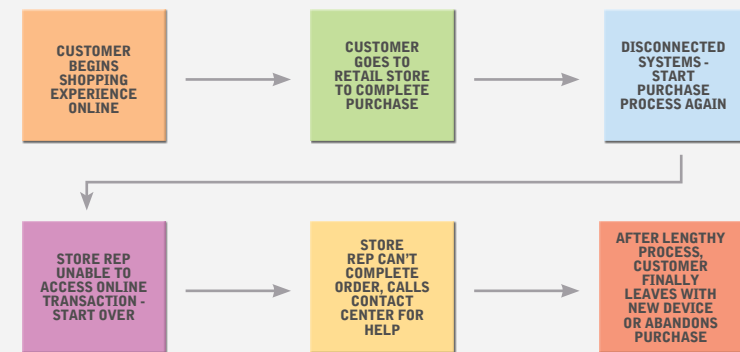 CUSTOMER
BEGINS
SHOPPING
EXPERIENCE
ONLINE
CUSTOMER
GOES TO
RETAIL STORE
TO COMPLETE
PURCHASE
DISCONNECTED
SYSTEMS -
START
PURCHASE
PROCESS AGAIN
STORE REP
UNABLE TO
ACCESS ONLINE
TRANSACTION -
START OVER
STORE
REP CAN'T
COMPLETE
ORDER, CALLS
CONTACT
CENTER FOR
HELP
AFTER LENGTHY
PROCESS,
CUSTOMER
FINALLY
LEAVES WITH
NEW DEVICE
OR ABANDONS
PURCHASE